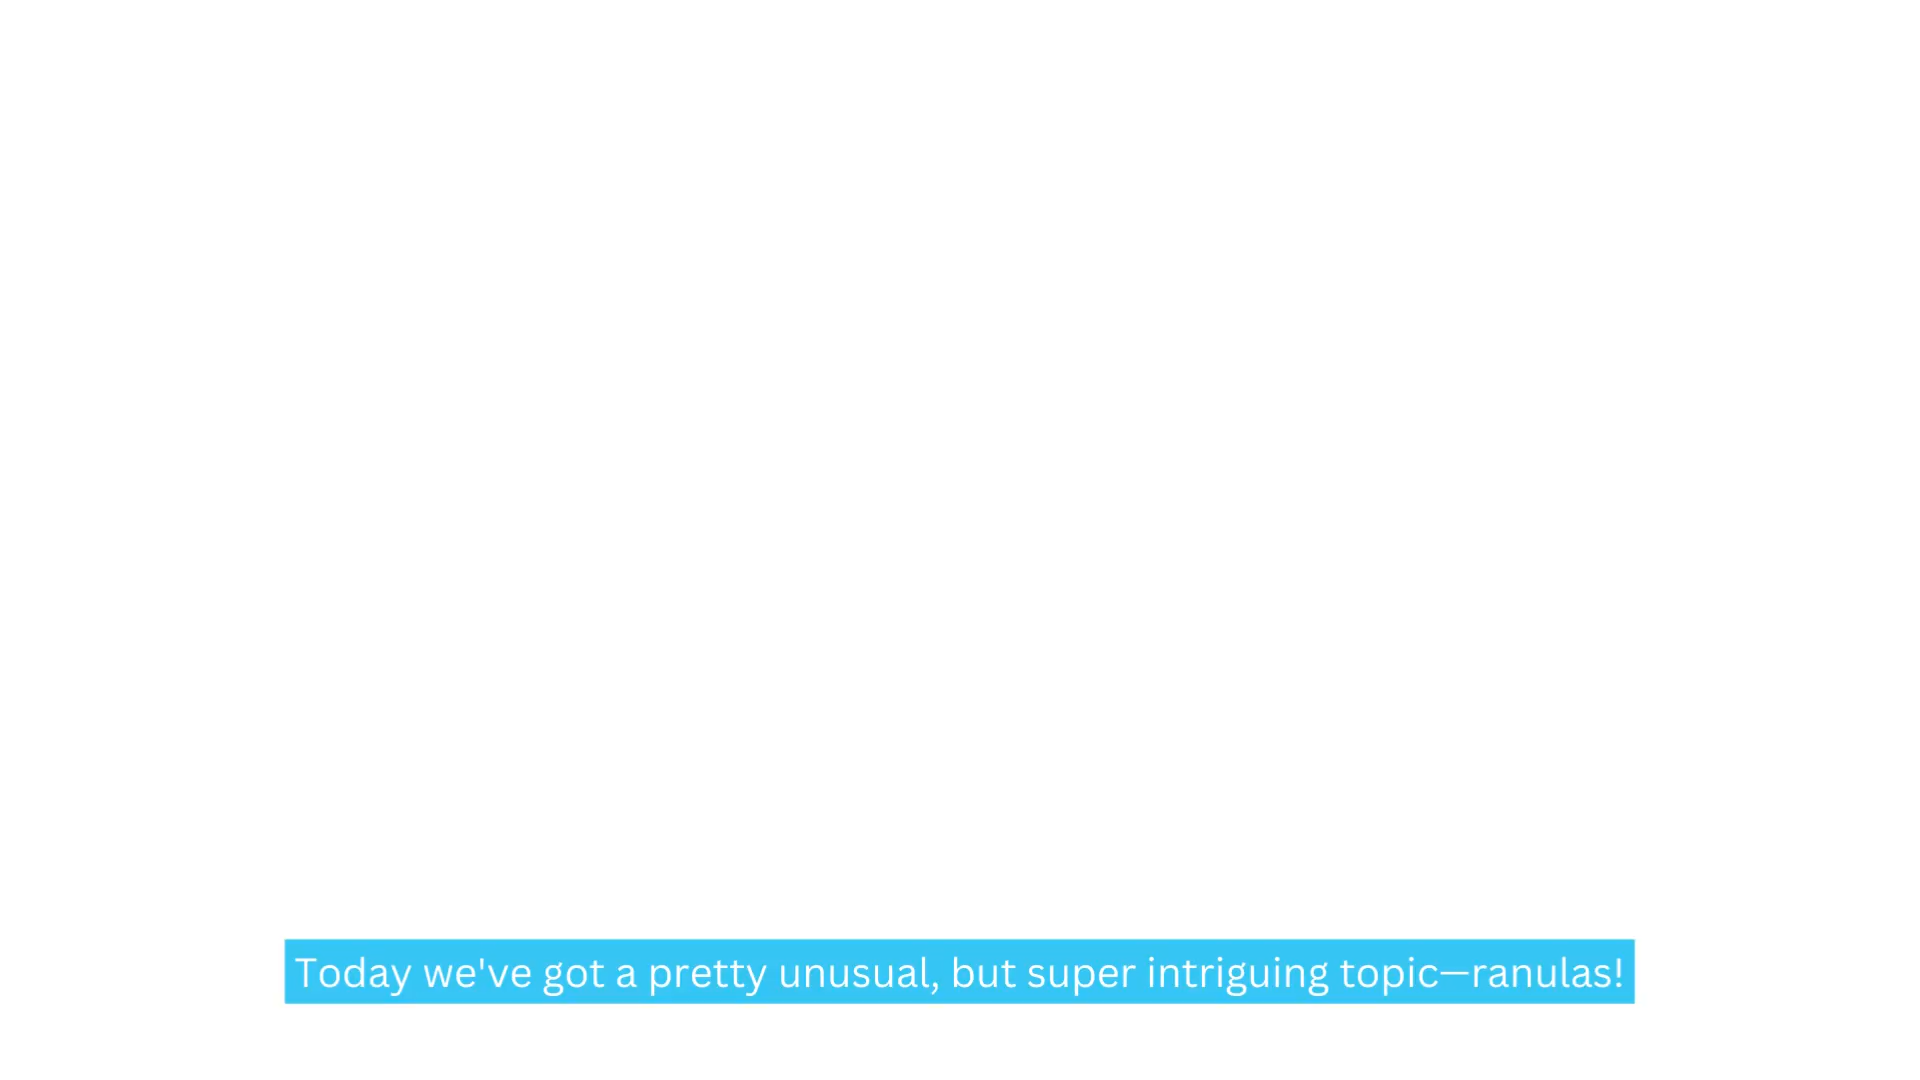 Today we've got a pretty unusual, but super intriguing topic—ranulas!